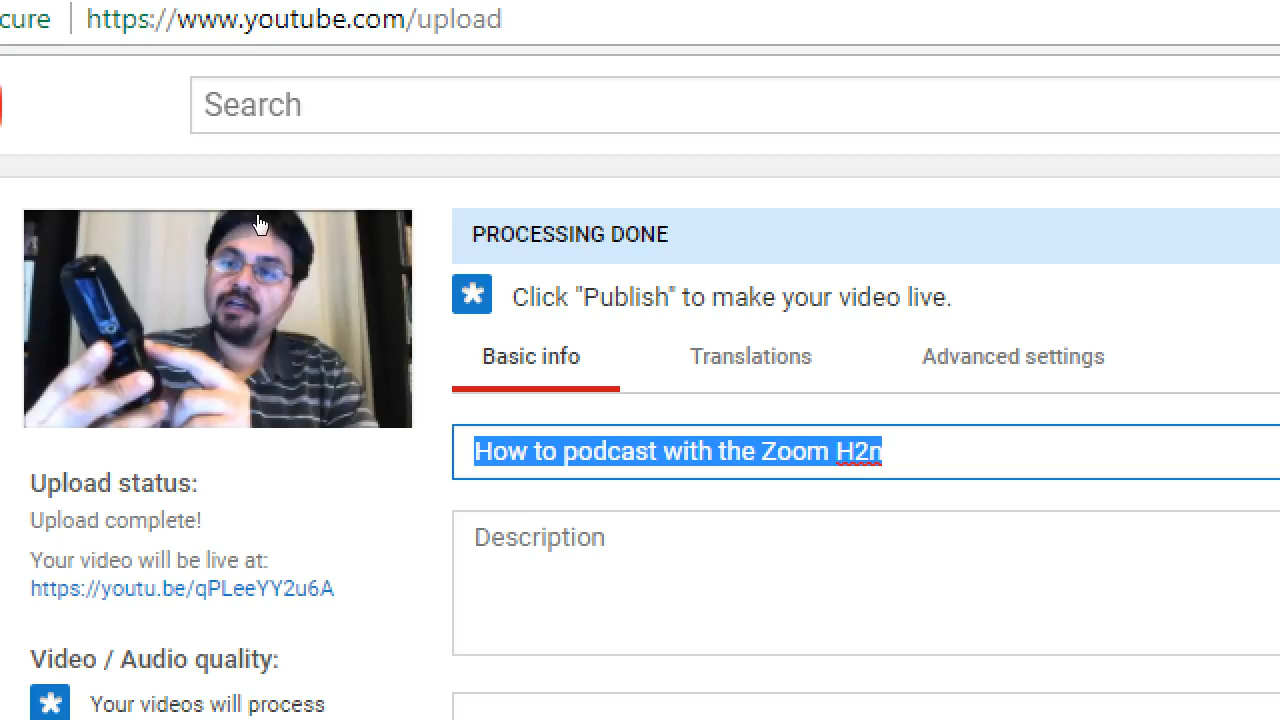 cure https://www.youtube.com/upload
Search
PROCESSING DONE
Click "Publish" to make your video live.
Basic info Translations Advanced settings
How to podcast with the Zoom H2n
Description
Upload status:
Upload complete!
Your video will be live at:
https://youtu.be/qPLeeYY2u6A
Video / Audio quality:
Your videos will process